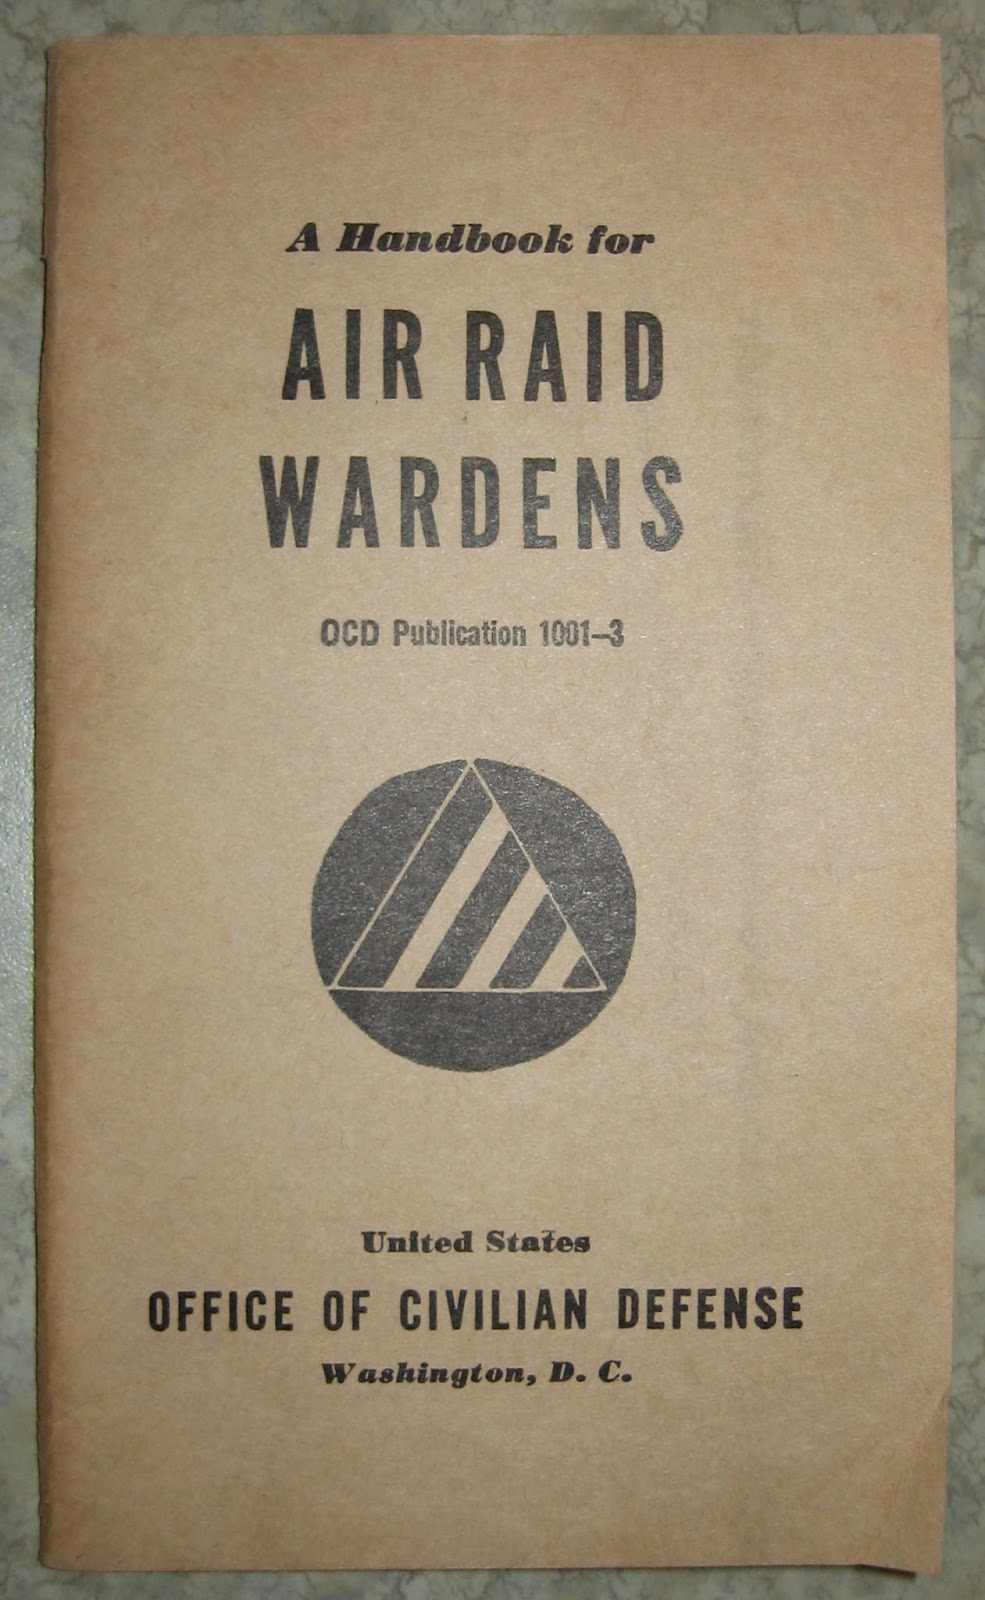 A Handbook for
AIR RAID
WARDENS
OCD Publication 1001–3
United States
OFFICE OF CIVILIAN DEFENSE
Washington, D. C.